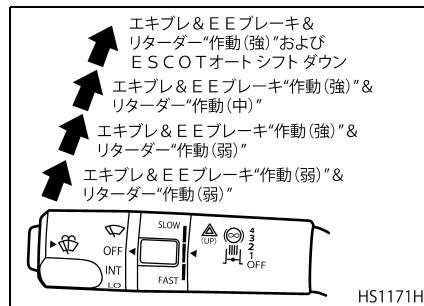 エキブレ&EEブレーキ&
リターダー“作動(強)”および
ESCOTオート シフト ダウン
エキブレ&EEブレーキ“作動(強)”&
リターダー“作動(中)”
エキブレ&EEブレーキ“作動(強)”&
リターダー“作動(弱)”
エキブレ&EEブレーキ“作動(弱)”&
リターダー“作動(弱)”
OFF
INT
LO
SLOW
FAST
(UP)
4
3
2
1
OFF
HS1171H